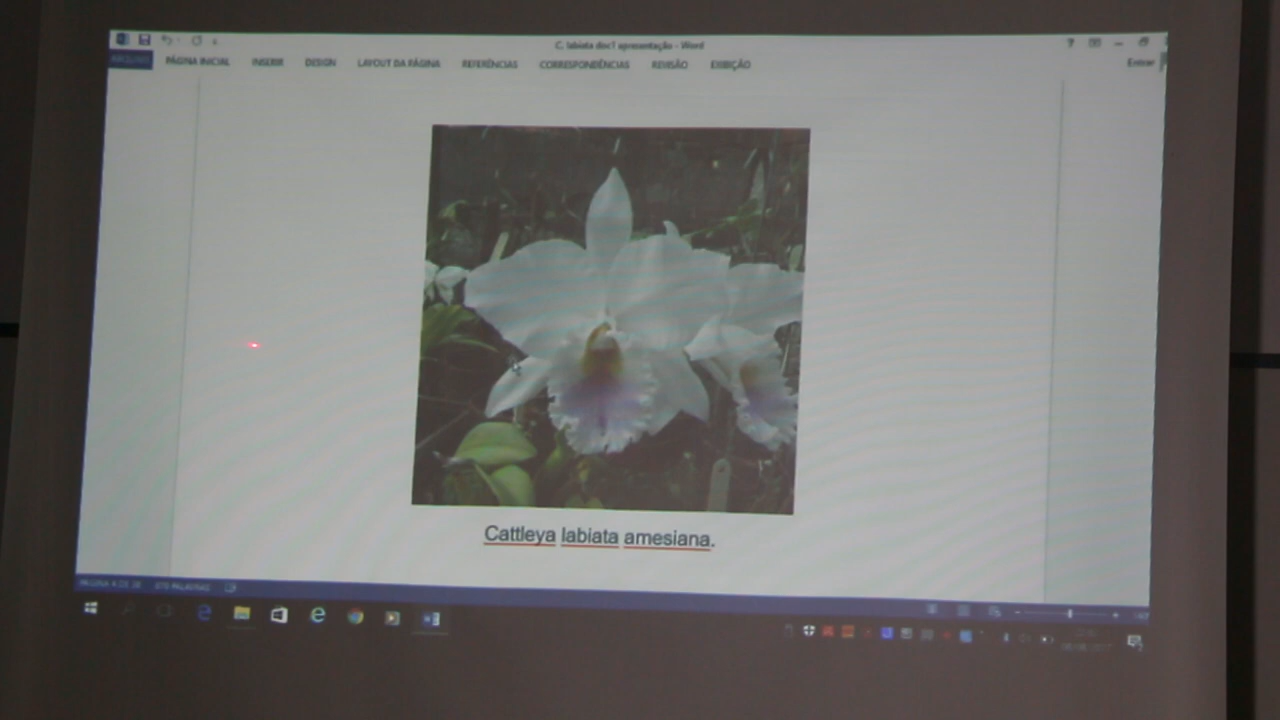 C. labiata doc1 apresentação - Word
ARQUIVO PÁGINA INICIAL INSERIR DESIGN LAYOUT DA PÁGINA REFERÊNCIAS CORRESPONDÊNCIAS REVISÃO EXIBIÇÃO Entrar
Cattleya labiata amesiana.